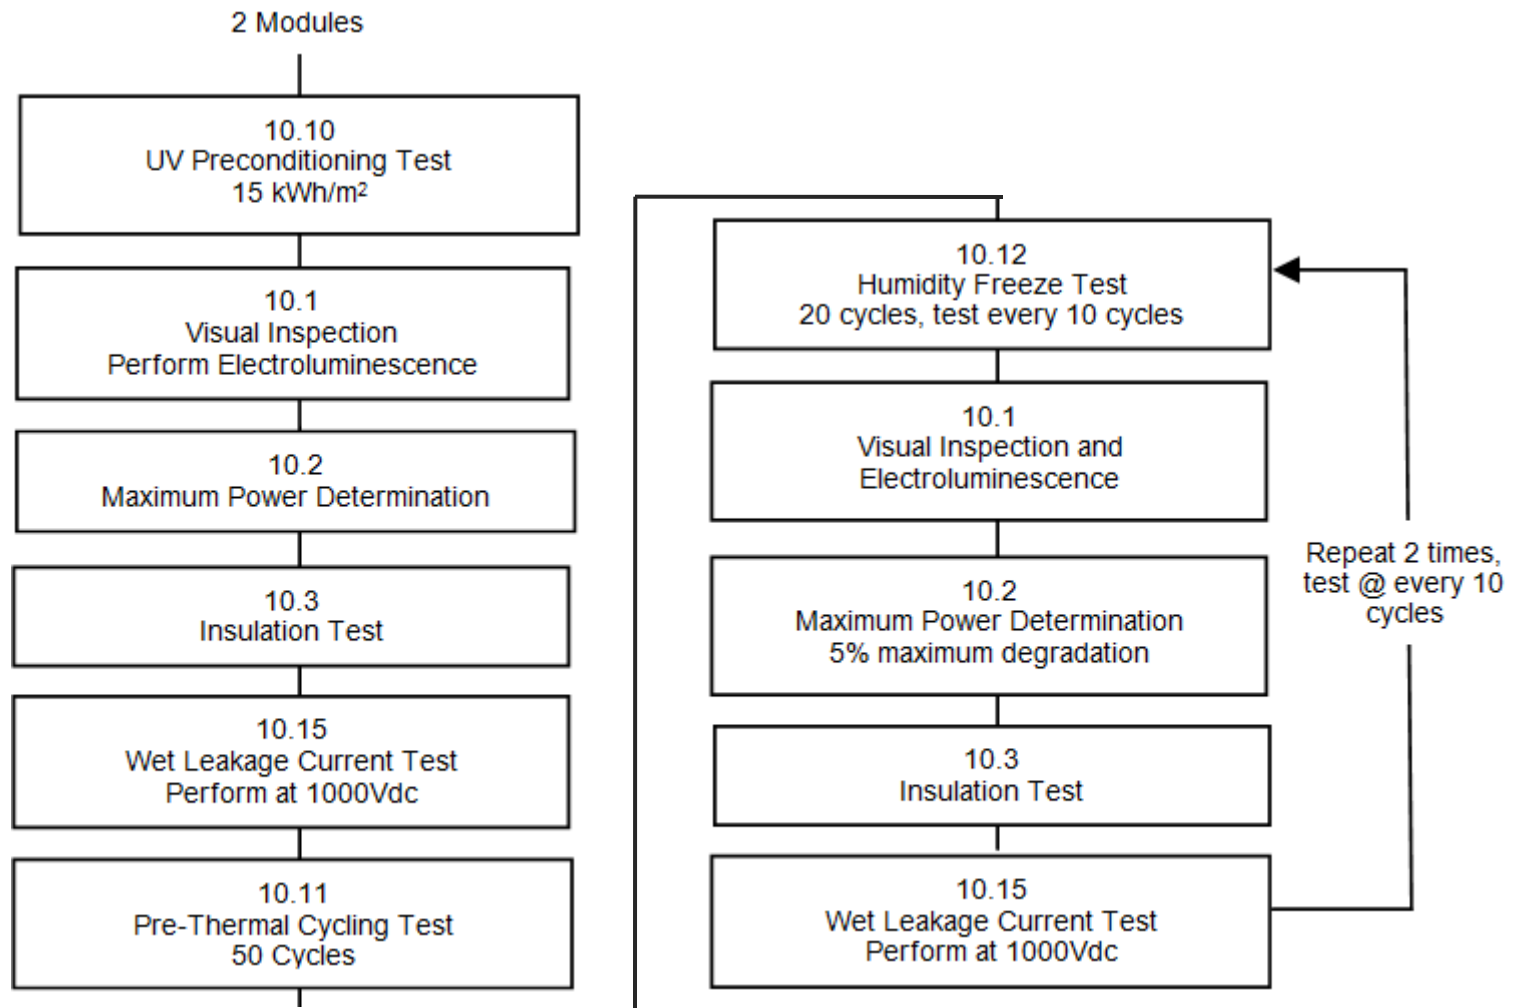 2 Modules
10.10
UV Preconditioning Test
15 kWh/m²
10.1
Visual Inspection
Perform Electroluminescence
10.2
Maximum Power Determination
10.3
Insulation Test
10.15
Wet Leakage Current Test
Perform at 1000Vdc
10.11
Pre-Thermal Cycling Test
50 Cycles
10.12
Humidity Freeze Test
20 cycles, test every 10 cycles
10.1
Visual Inspection and
Electroluminescence
10.2
Maximum Power Determination
5% maximum degradation
10.3
Insulation Test
10.15
Wet Leakage Current Test
Perform at 1000Vdc
Repeat 2 times,
test @ every 10
cycles